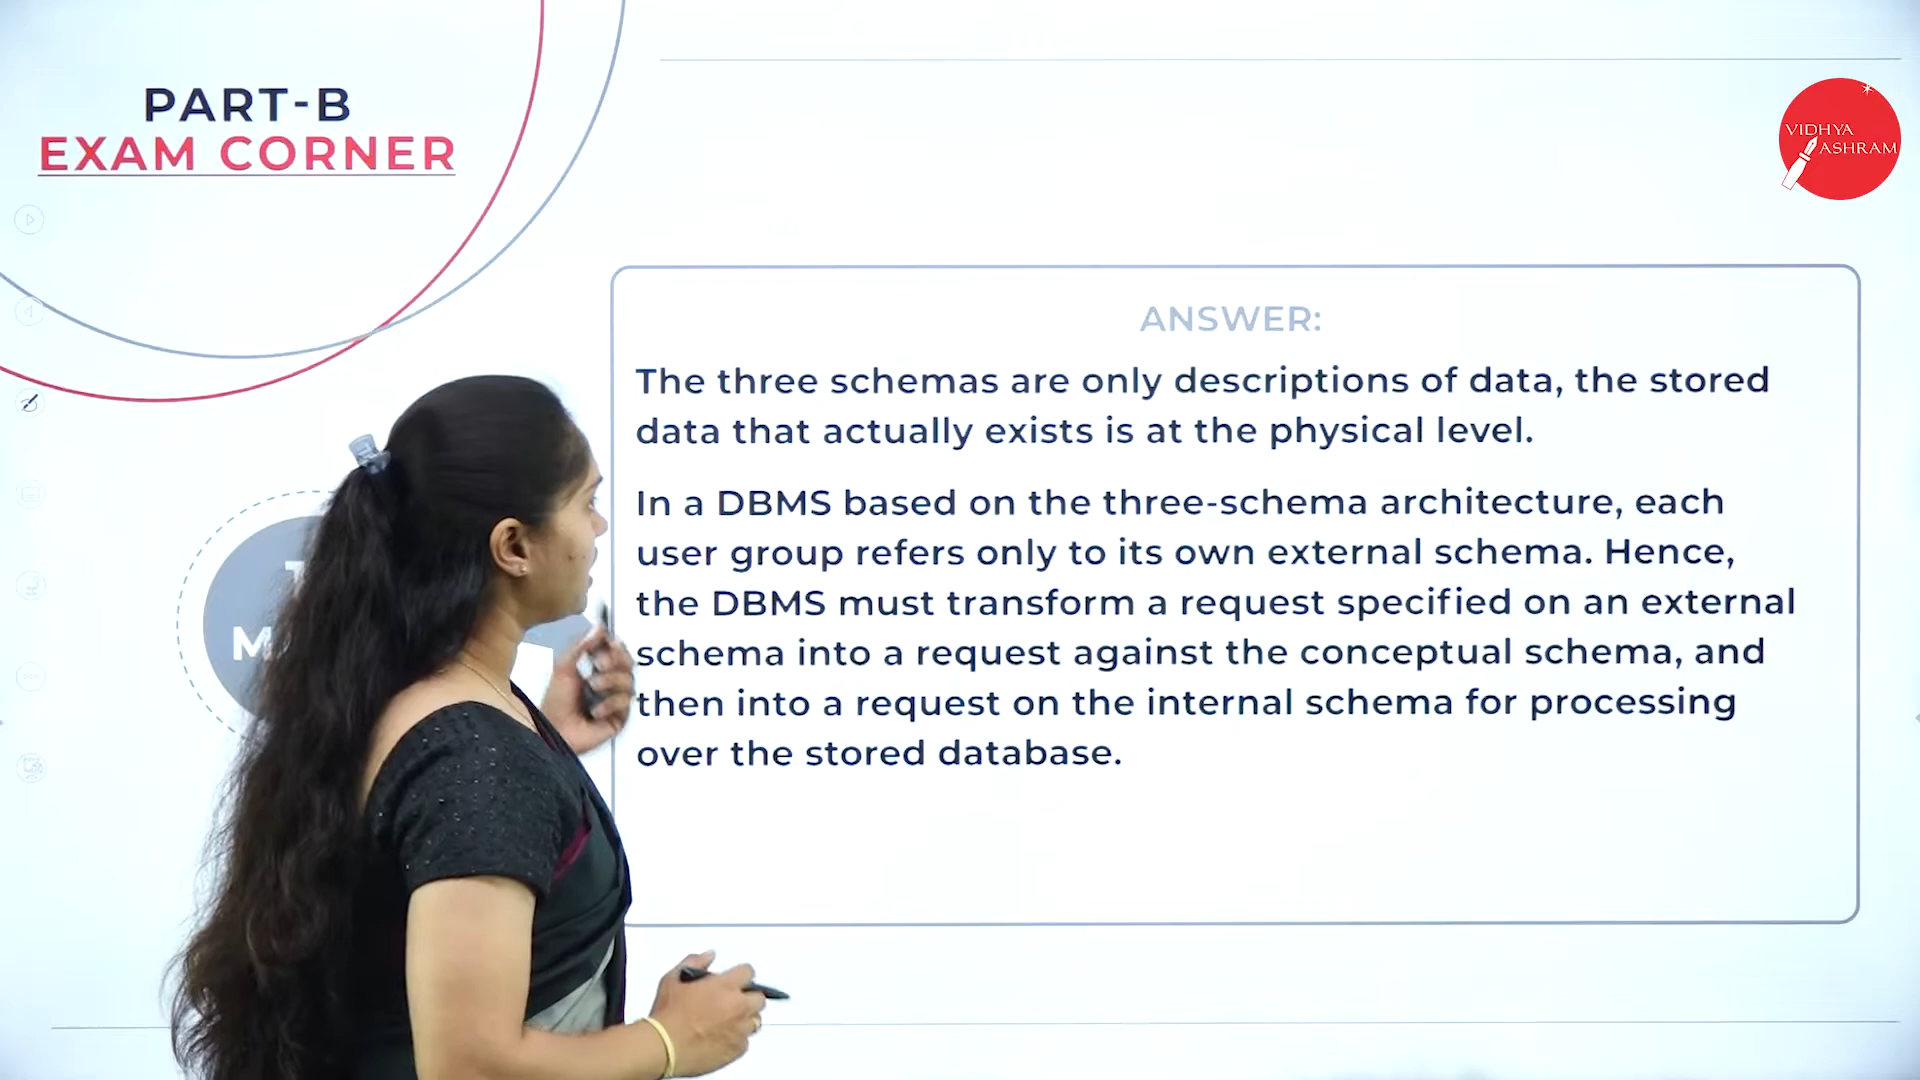 PART-B
EXAM CORNER
VIDHYA
ASHRAM
ANSWER:
The three schemas are only descriptions of data, the stored
data that actually exists is at the physical level.
In a DBMS based on the three-schema architecture, each
user group refers only to its own external schema. Hence,
the DBMS must transform a request specified on an external
schema into a request against the conceptual schema, and
then into a request on the internal schema for processing
over the stored database.